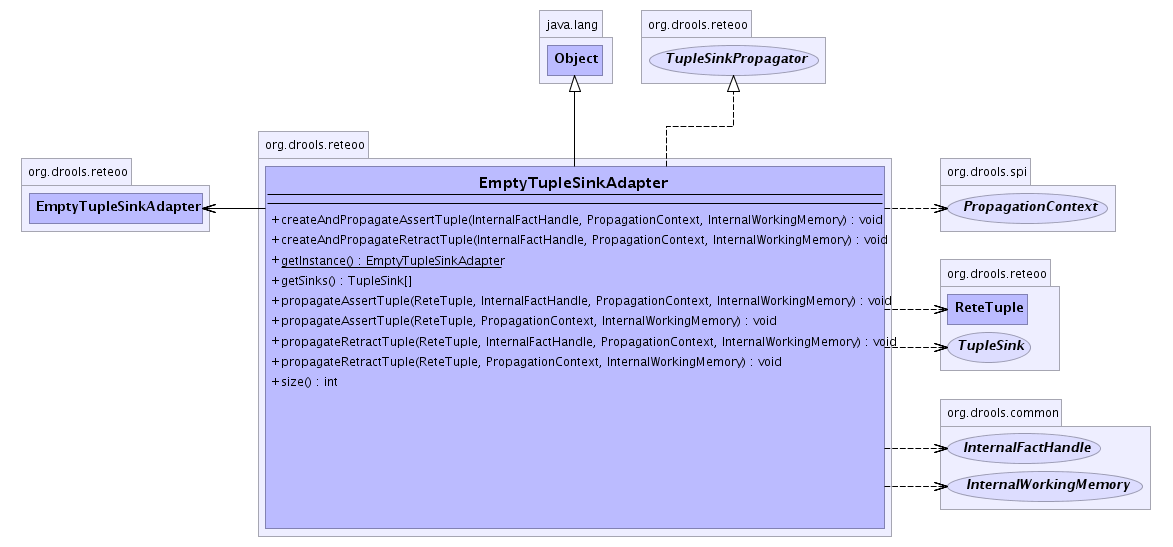 java.lang
Object
org.drools.reteoo
TupleSinkPropagator
org.drools.reteoo
EmptyTupleSinkAdapter
org.drools.reteoo
EmptyTupleSinkAdapter
+ createAndPropagateAssertTuple(InternalFactHandle, PropagationContext, InternalWorkingMemory) : void
+ createAndPropagateRetractTuple(InternalFactHandle, PropagationContext, InternalWorkingMemory) : void
+ getInstance() : EmptyTupleSinkAdapter
+ getSinks() : TupleSink[]
+ propagateAssertTuple(ReteTuple, InternalFactHandle, PropagationContext, InternalWorkingMemory) : void
+ propagateAssertTuple(ReteTuple, PropagationContext, InternalWorkingMemory) : void
+ propagateRetractTuple(ReteTuple, InternalFactHandle, PropagationContext, InternalWorkingMemory) : void
+ propagateRetractTuple(ReteTuple, PropagationContext, InternalWorkingMemory) : void
+ size() : int
org.drools.spi
PropagationContext
org.drools.reteoo
ReteTuple
TupleSink
org.drools.common
InternalFactHandle
InternalWorkingMemory